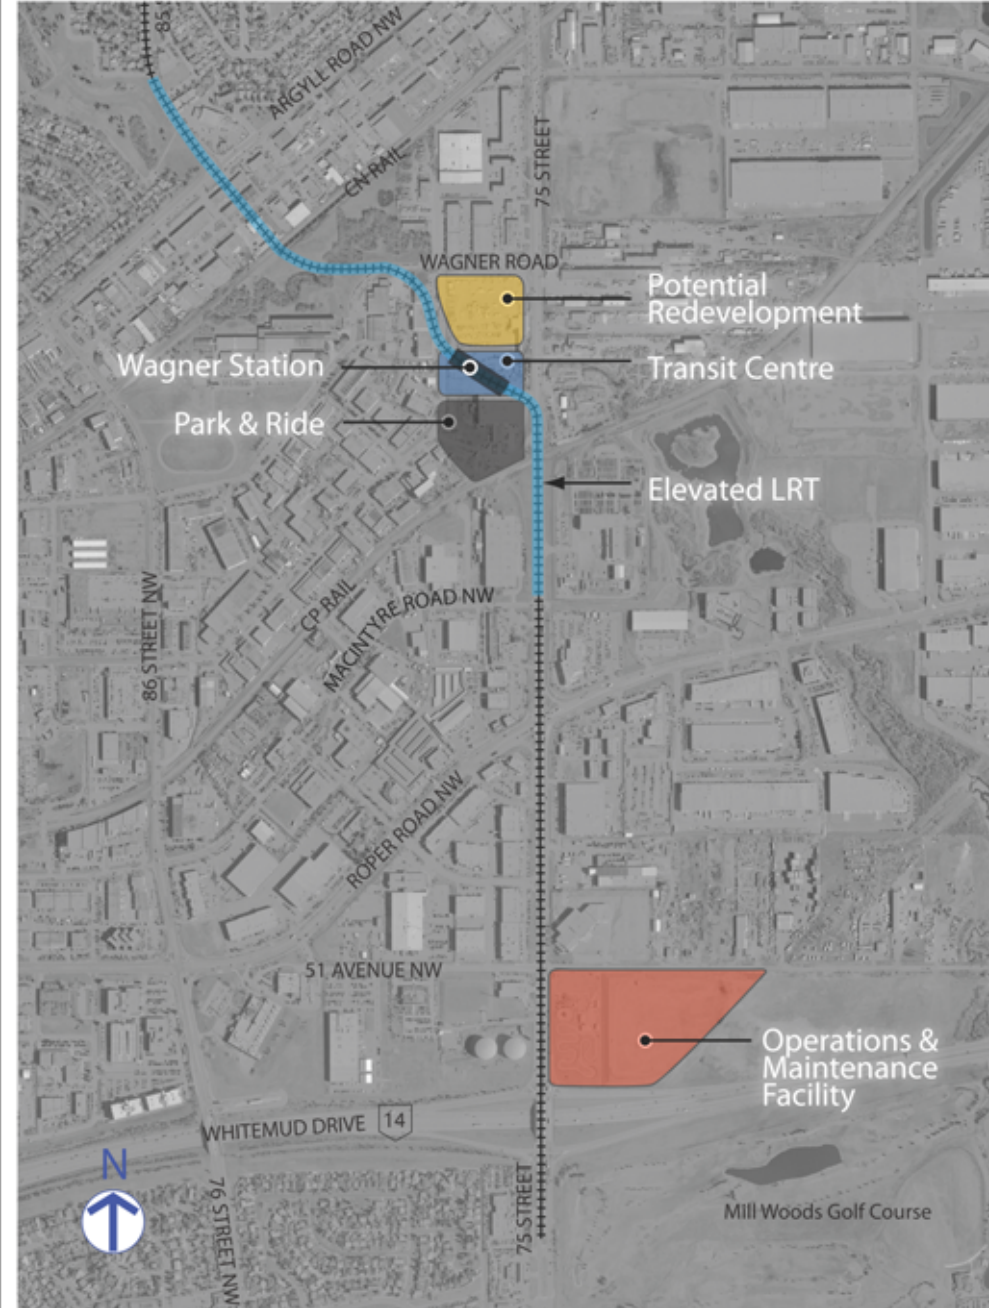 85
ARGYLL ROAD NW
CN RAIL
75 STREET
WAGNER ROAD
Potential
Redevelopment
Wagner Station
Transit Centre
Park & Ride
Elevated LRT
86 STREET NW
CP RAIL
MACINTYRE ROAD NW
ROPER ROAD NW
51 AVENUE NW
Operations &
Maintenance
Facility
WHITEMUD DRIVE 14
N
76 STREET NW
75 STREET
Mill Woods Golf Course